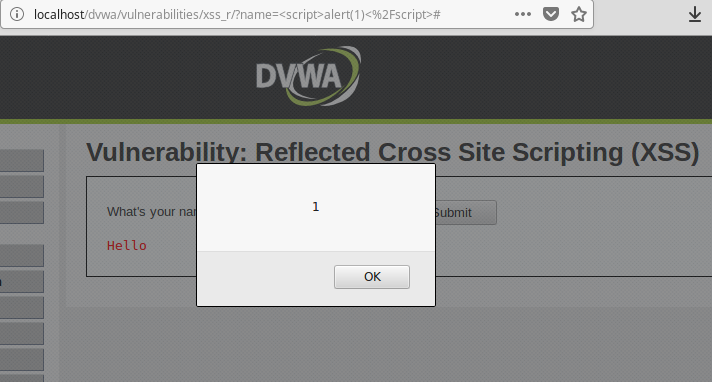 localhost/dvwa/vulnerabilities/xss_r/?name=<script>alert(1)<%2Fscript>#
DVWA
Vulnerability: Reflected Cross Site Scripting (XSS)
1
What's your nam
Submit
Hello
OK